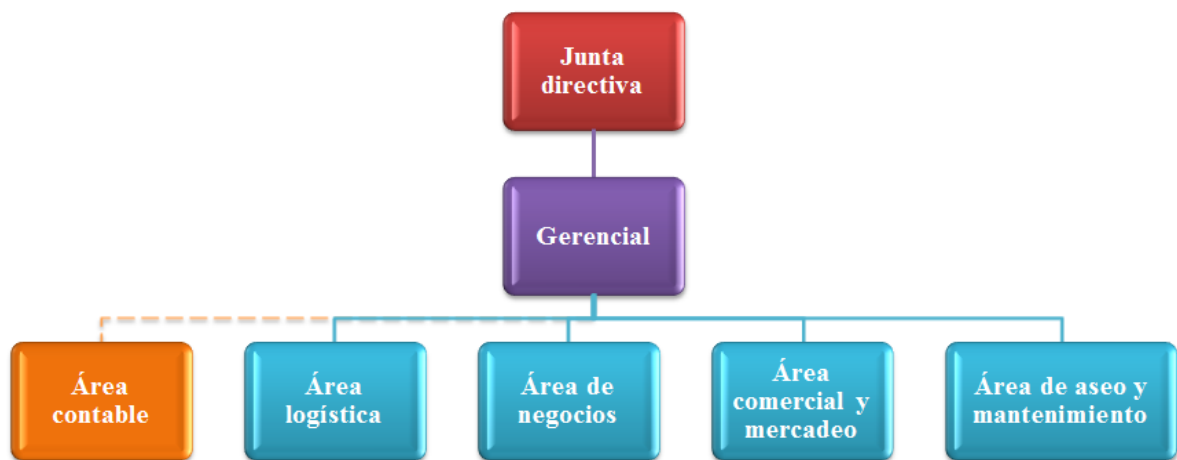 Junta
directiva
Gerencial
Área
contable
Área
logística
Área de
negocios
Área
comercial y
mercadeo
Área de aseo y
mantenimiento